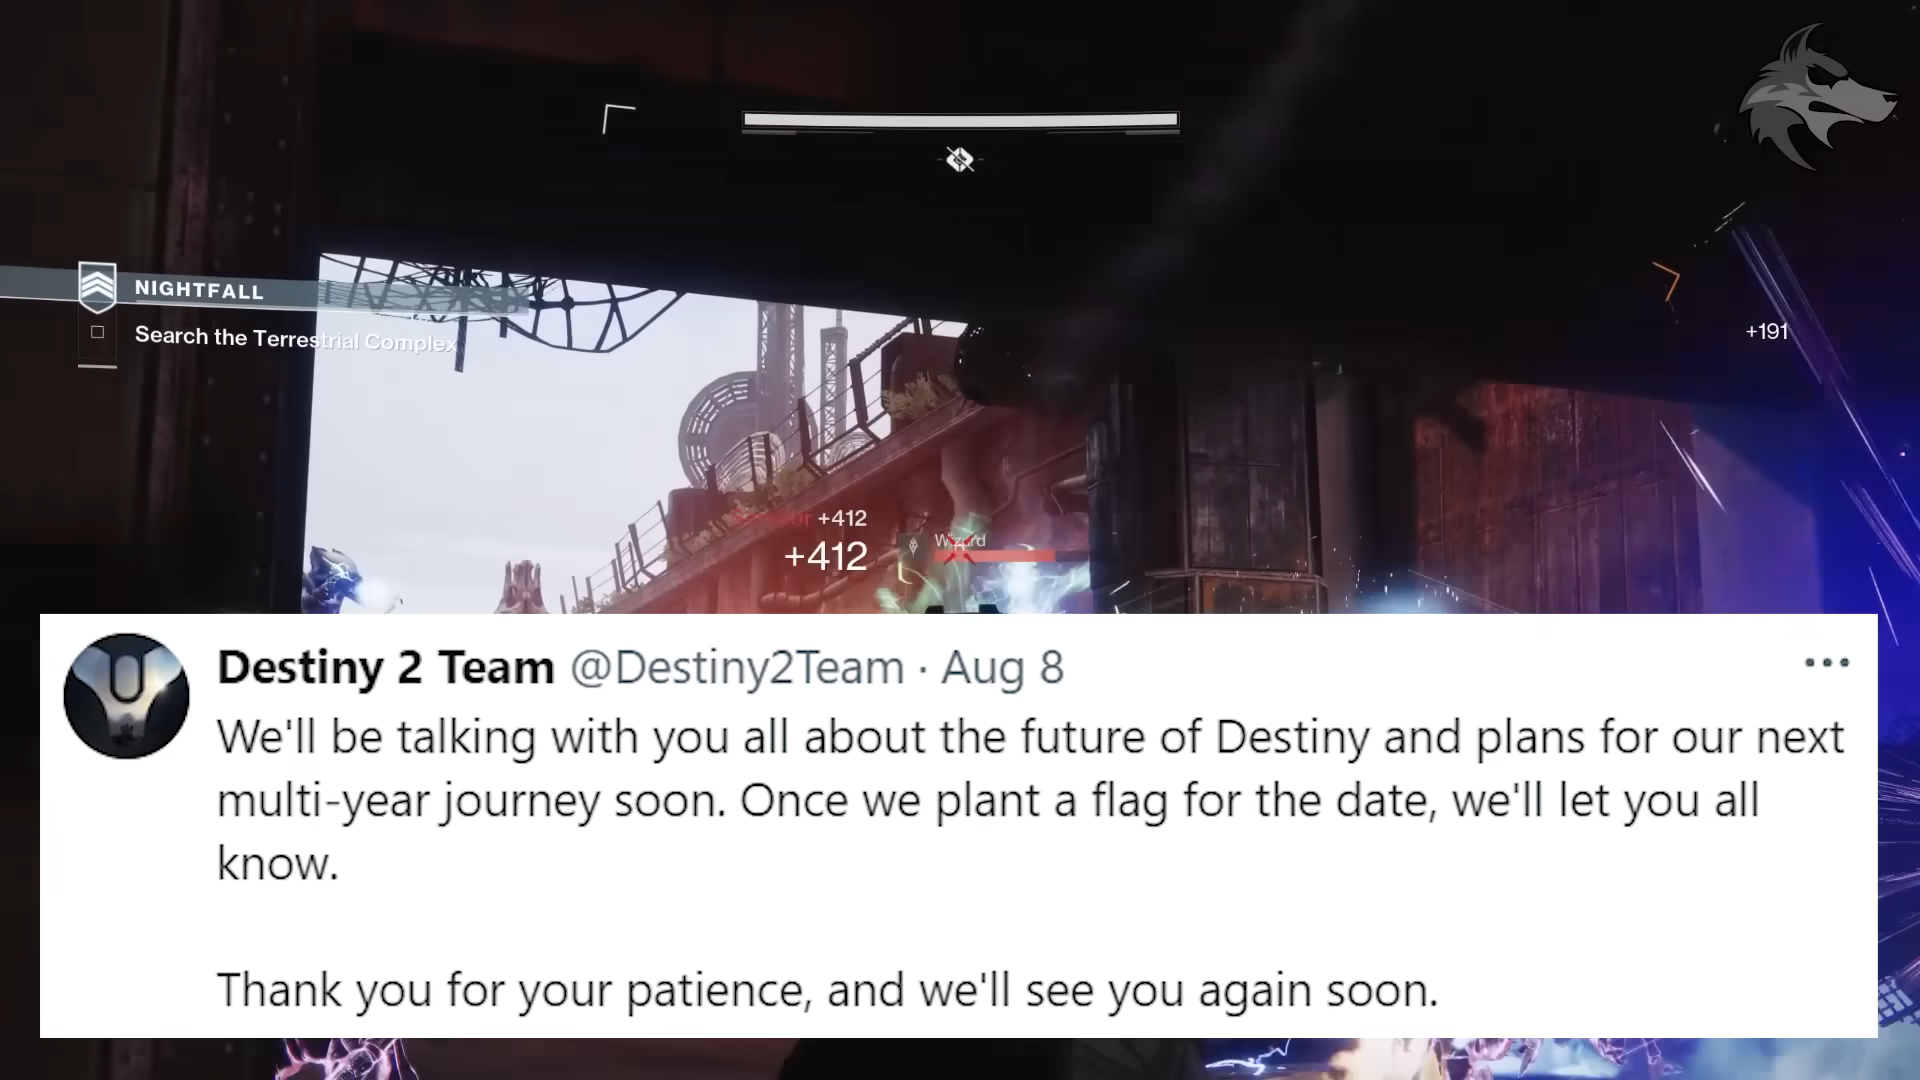 NIGHTFALL
Search the Terrestrial Complex
+191
+412
+412
Wizard
Destiny 2 Team @Destiny2Team · Aug 8
We'll be talking with you all about the future of Destiny and plans for our next
multi-year journey soon. Once we plant a flag for the date, we'll let you all
know.
Thank you for your patience, and we'll see you again soon.